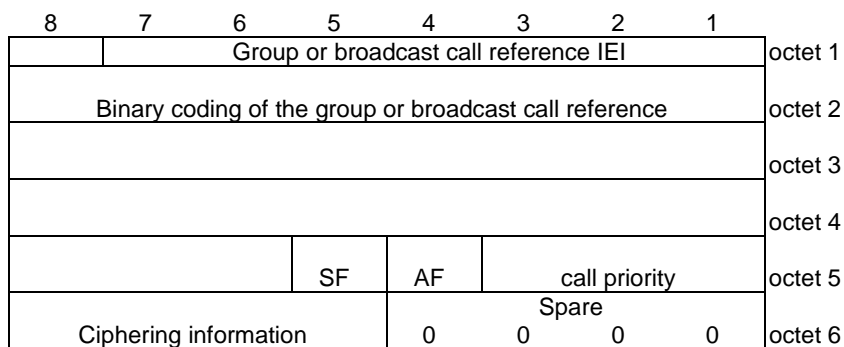 8 7 6 5 4 3 2 1
Group or broadcast call reference IEI octet 1
Binary coding of the group or broadcast call reference octet 2
octet 3
octet 4
SF AF call priority octet 5
Spare
Ciphering information 0 0 0 0 octet 6